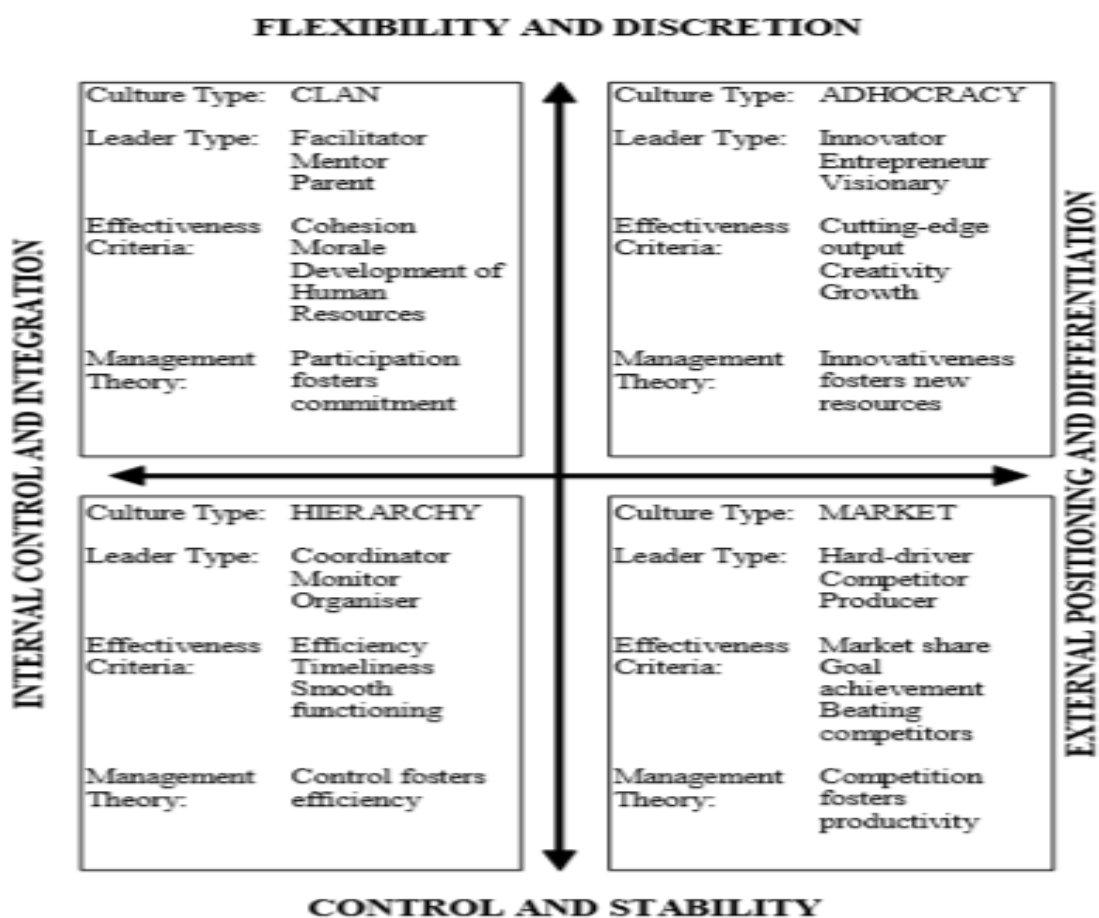 FLEXIBILITY AND DISCRETION
INTERNAL CONTROL AND INTEGRATION
Culture Type: CLAN
Leader Type: Facilitator
Mentor
Parent
Effectiveness Cohesion
Criteria: Morale
Development of
Human
Resources
Management Participation
Theory: fosters
commitment
Culture Type: ADHOCRACY
Leader Type: Innovator
Entrepreneur
Visionary
Effectiveness Cutting-edge
Criteria: output
Creativity
Growth
Management Innovativeness
Theory: fosters new
resources
Culture Type: HIERARCHY
Leader Type: Coordinator
Monitor
Organiser
Effectiveness Efficiency
Criteria: Timeliness
Smooth
functioning
Management Control fosters
Theory: efficiency
Culture Type: MARKET
Leader Type: Hard-driver
Competitor
Producer
Effectiveness Market share
Criteria: Goal
achievement
Beating
competitors
Management Competition
Theory: fosters
productivity
EXTERNAL POSITIONING AND DIFFERENTIATION
CONTROL AND STABILITY